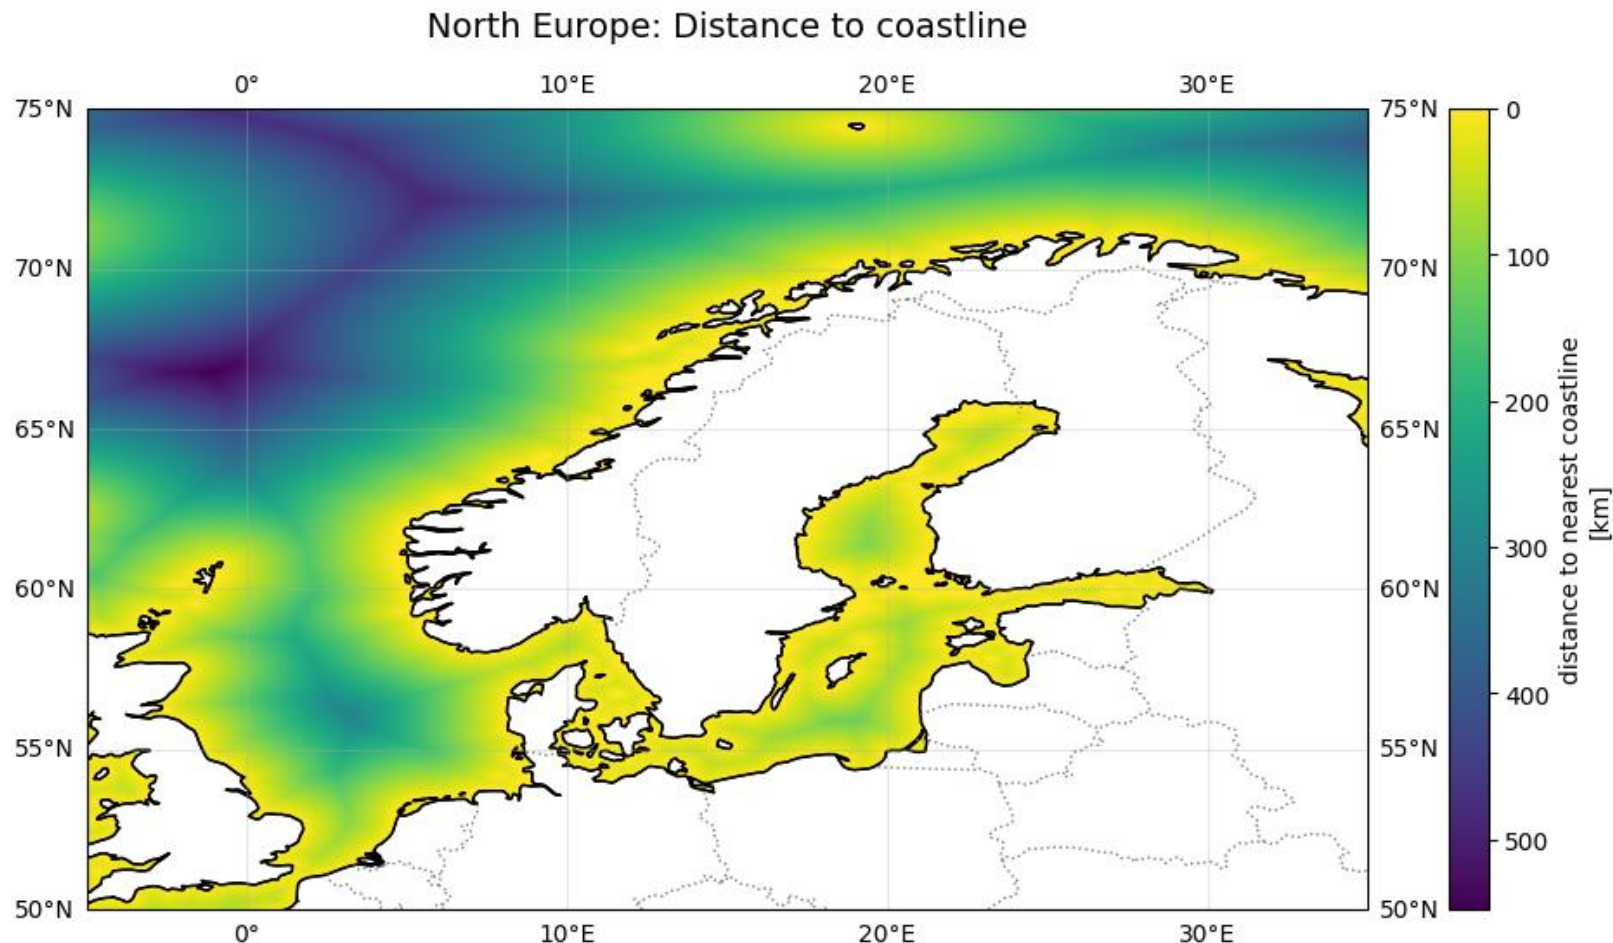 North Europe: Distance to coastline
0° 10°E 20°E 30°E
75°N 75°N 0
70°N 70°N 100
65°N 65°N 200
60°N 60°N 300
55°N 55°N 400
50°N 50°N 500
0° 10°E 20°E 30°E
distance to nearest coastline
[km]